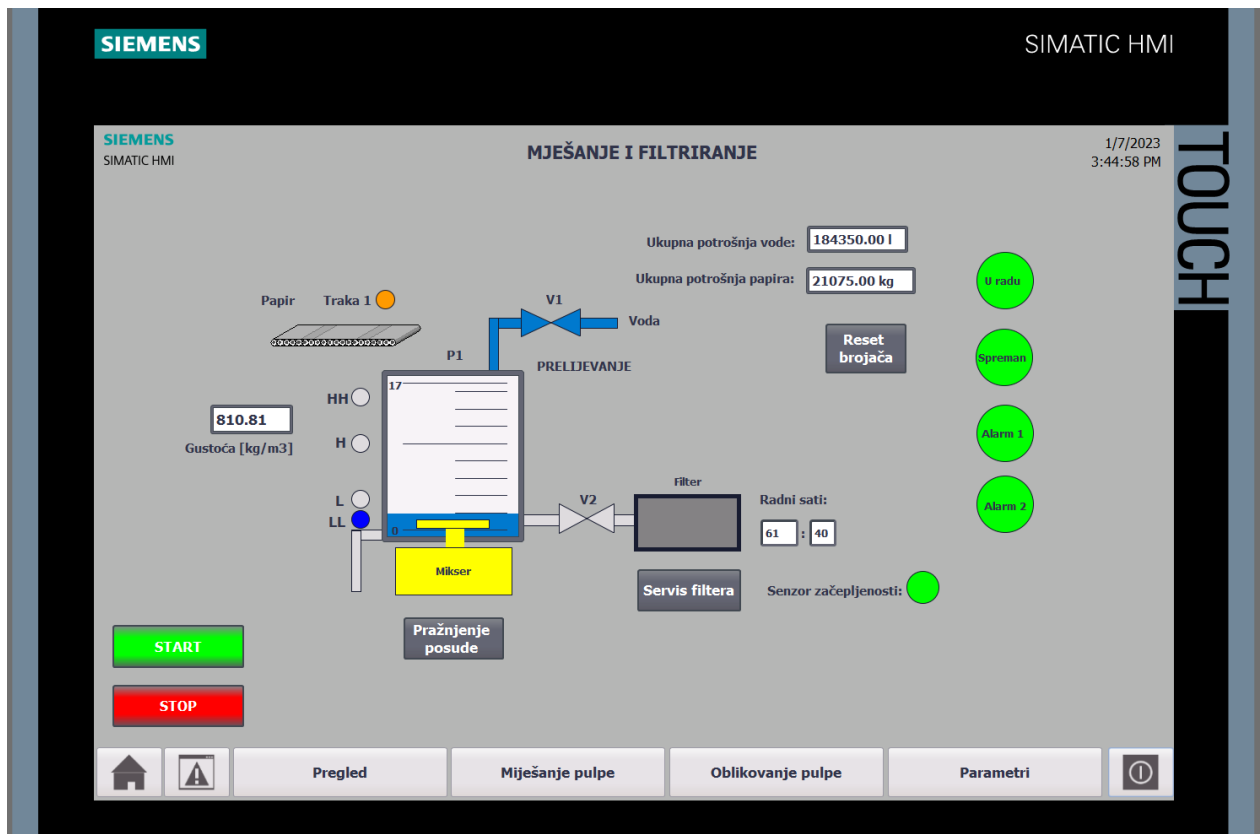 SIEMENS
SIMATIC HMI
TOUCH
SIEMENS
SIMATIC HMI
MJEŠANJE I FILTRIRANJE
1/7/2023
3:44:58 PM
Ukupna potrošnja vode: 184350.00 l
Ukupna potrošnja papira: 21075.00 kg
U radu
Papir Traka 1
V1
Voda
Reset
brojača
Spreman
P1
PRELIJEVANJE
17
HH
810.81
Gustoća [kg/m3]
H
Alarm 1
Filter
L
V2
Radni sati:
Alarm 2
LL
0
61 : 40
Mikser
Servis filtera
Senzor začepljenosti:
Pražnjenje
posude
START
STOP
Pregled
Miješanje pulpe
Oblikovanje pulpe
Parametri